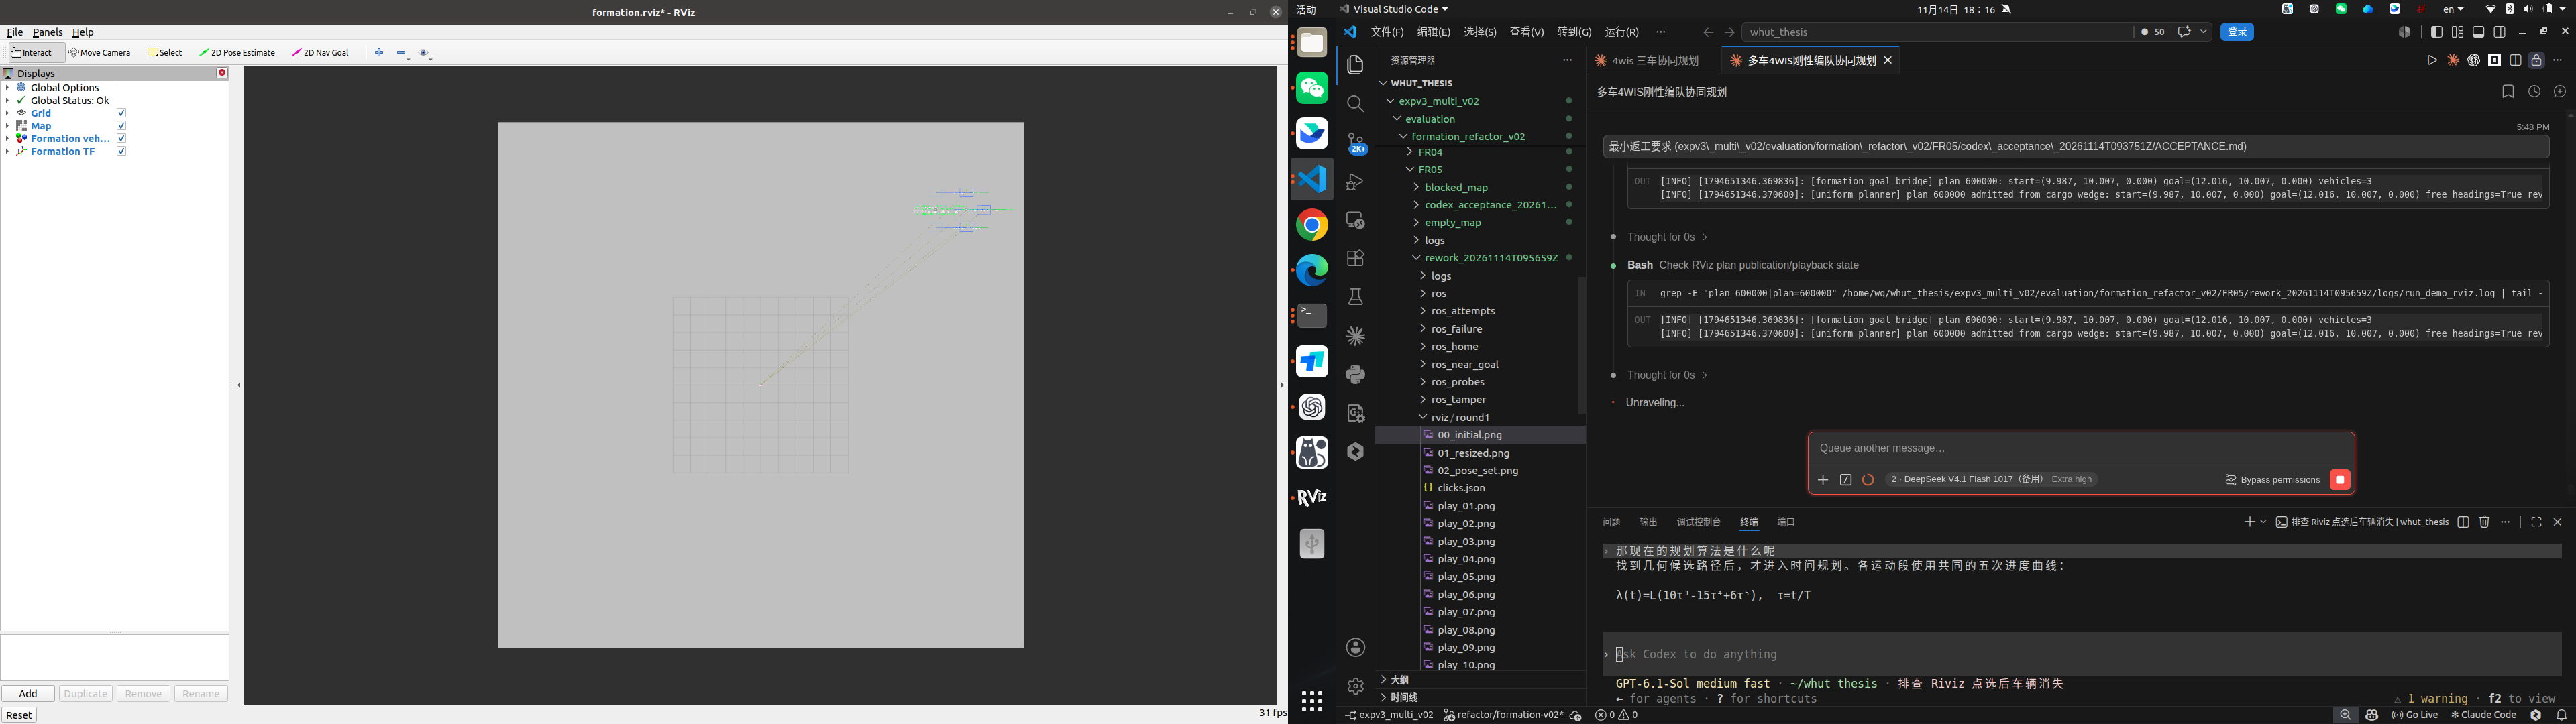 formation.rviz* - RViz
File Panels Help
Interact Move Camera Select 2D Pose Estimate 2D Nav Goal
Displays
Global Options
Global Status: Ok
Grid
Map
Formation veh...
Formation TF
Add Duplicate Remove Rename
Reset
31 fps
活动 Visual Studio Code 11月14日 18：16 en
文件(F) 编辑(E) 选择(S) 查看(V) 转到(G) 运行(R) ··· whut_thesis 50 登录
资源管理器 ···
WHUT_THESIS
expv3_multi_v02
evaluation
formation_refactor_v02
FR04
FR05
blocked_map
codex_acceptance_20261...
empty_map
logs
rework_20261114T095659Z
logs
ros
ros_attempts
ros_failure
ros_home
ros_near_goal
ros_probes
ros_tamper
rviz / round1
00_initial.png
01_resized.png
02_pose_set.png
{} clicks.json
play_01.png
play_02.png
play_03.png
play_04.png
play_05.png
play_06.png
play_07.png
play_08.png
play_09.png
play_10.png
大纲
时间线
2K+
>_
RViz
4wis 三车协同规划 多车4WIS刚性编队协同规划
多车4WIS刚性编队协同规划
5:48 PM
最小返工要求 (expv3\_multi\_v02/evaluation/formation\_refactor\_v02/FR05/codex\_acceptance\_20261114T093751Z/ACCEPTANCE.md)
OUT [INFO] [1794651346.369836]: [formation goal bridge] plan 600000: start=(9.987, 10.007, 0.000) goal=(12.016, 10.007, 0.000) vehicles=3
[INFO] [1794651346.370600]: [uniform planner] plan 600000 admitted from cargo_wedge: start=(9.987, 10.007, 0.000) goal=(12.016, 10.007, 0.000) free_headings=True rev
Thought for 0s
Bash Check RViz plan publication/playback state
IN grep -E "plan 600000|plan=600000" /home/wq/whut_thesis/expv3_multi_v02/evaluation/formation_refactor_v02/FR05/rework_20261114T095659Z/logs/run_demo_rviz.log | tail -
OUT [INFO] [1794651346.369836]: [formation goal bridge] plan 600000: start=(9.987, 10.007, 0.000) goal=(12.016, 10.007, 0.000) vehicles=3
[INFO] [1794651346.370600]: [uniform planner] plan 600000 admitted from cargo_wedge: start=(9.987, 10.007, 0.000) goal=(12.016, 10.007, 0.000) free_headings=True rev
Thought for 0s
Unraveling...
Queue another message…
2 - DeepSeek V4.1 Flash 1017（备用） Extra high Bypass permissions
问题 输出 调试控制台 终端 端口 排查 Riviz 点选后车辆消失 | whut_thesis
› 那现在的规划算法是什么呢
找到几何候选路径后，才进入时间规划。各运动段使用共同的五次进度曲线：
λ(t)=L(10τ³-15τ⁴+6τ⁵), τ=t/T
› Ask Codex to do anything
GPT-6.1-Sol medium fast · ~/whut_thesis · 排查 Riviz 点选后车辆消失
← for agents · ? for shortcuts ⚠ 1 warning · f2 to view
expv3_multi_v02 refactor/formation-v02* 0 0 Go Live Claude Code